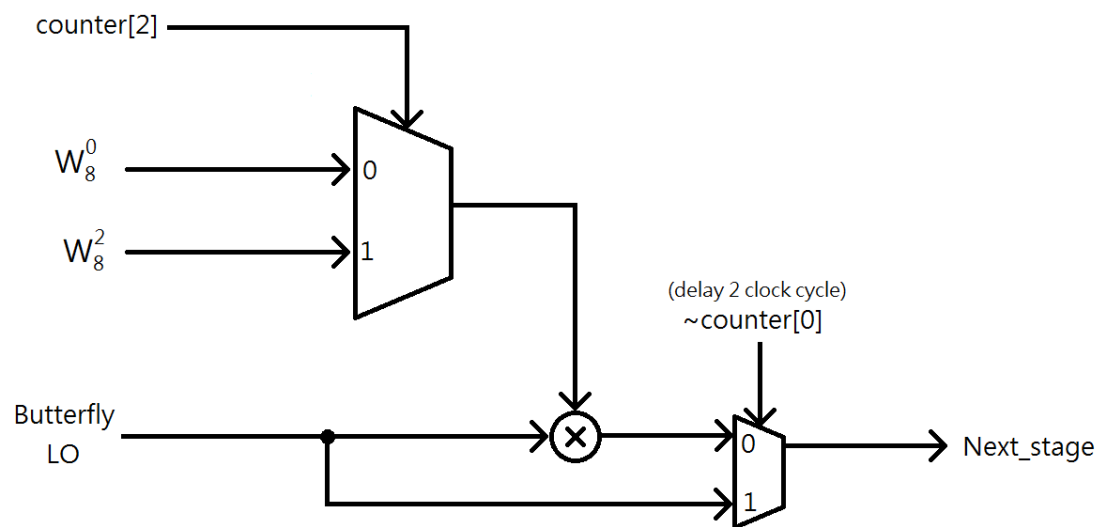 counter[2]
W₈⁰
0
W₈²
1
(delay 2 clock cycle)
~counter[0]
Butterfly
LO
×
0
1
Next_stage